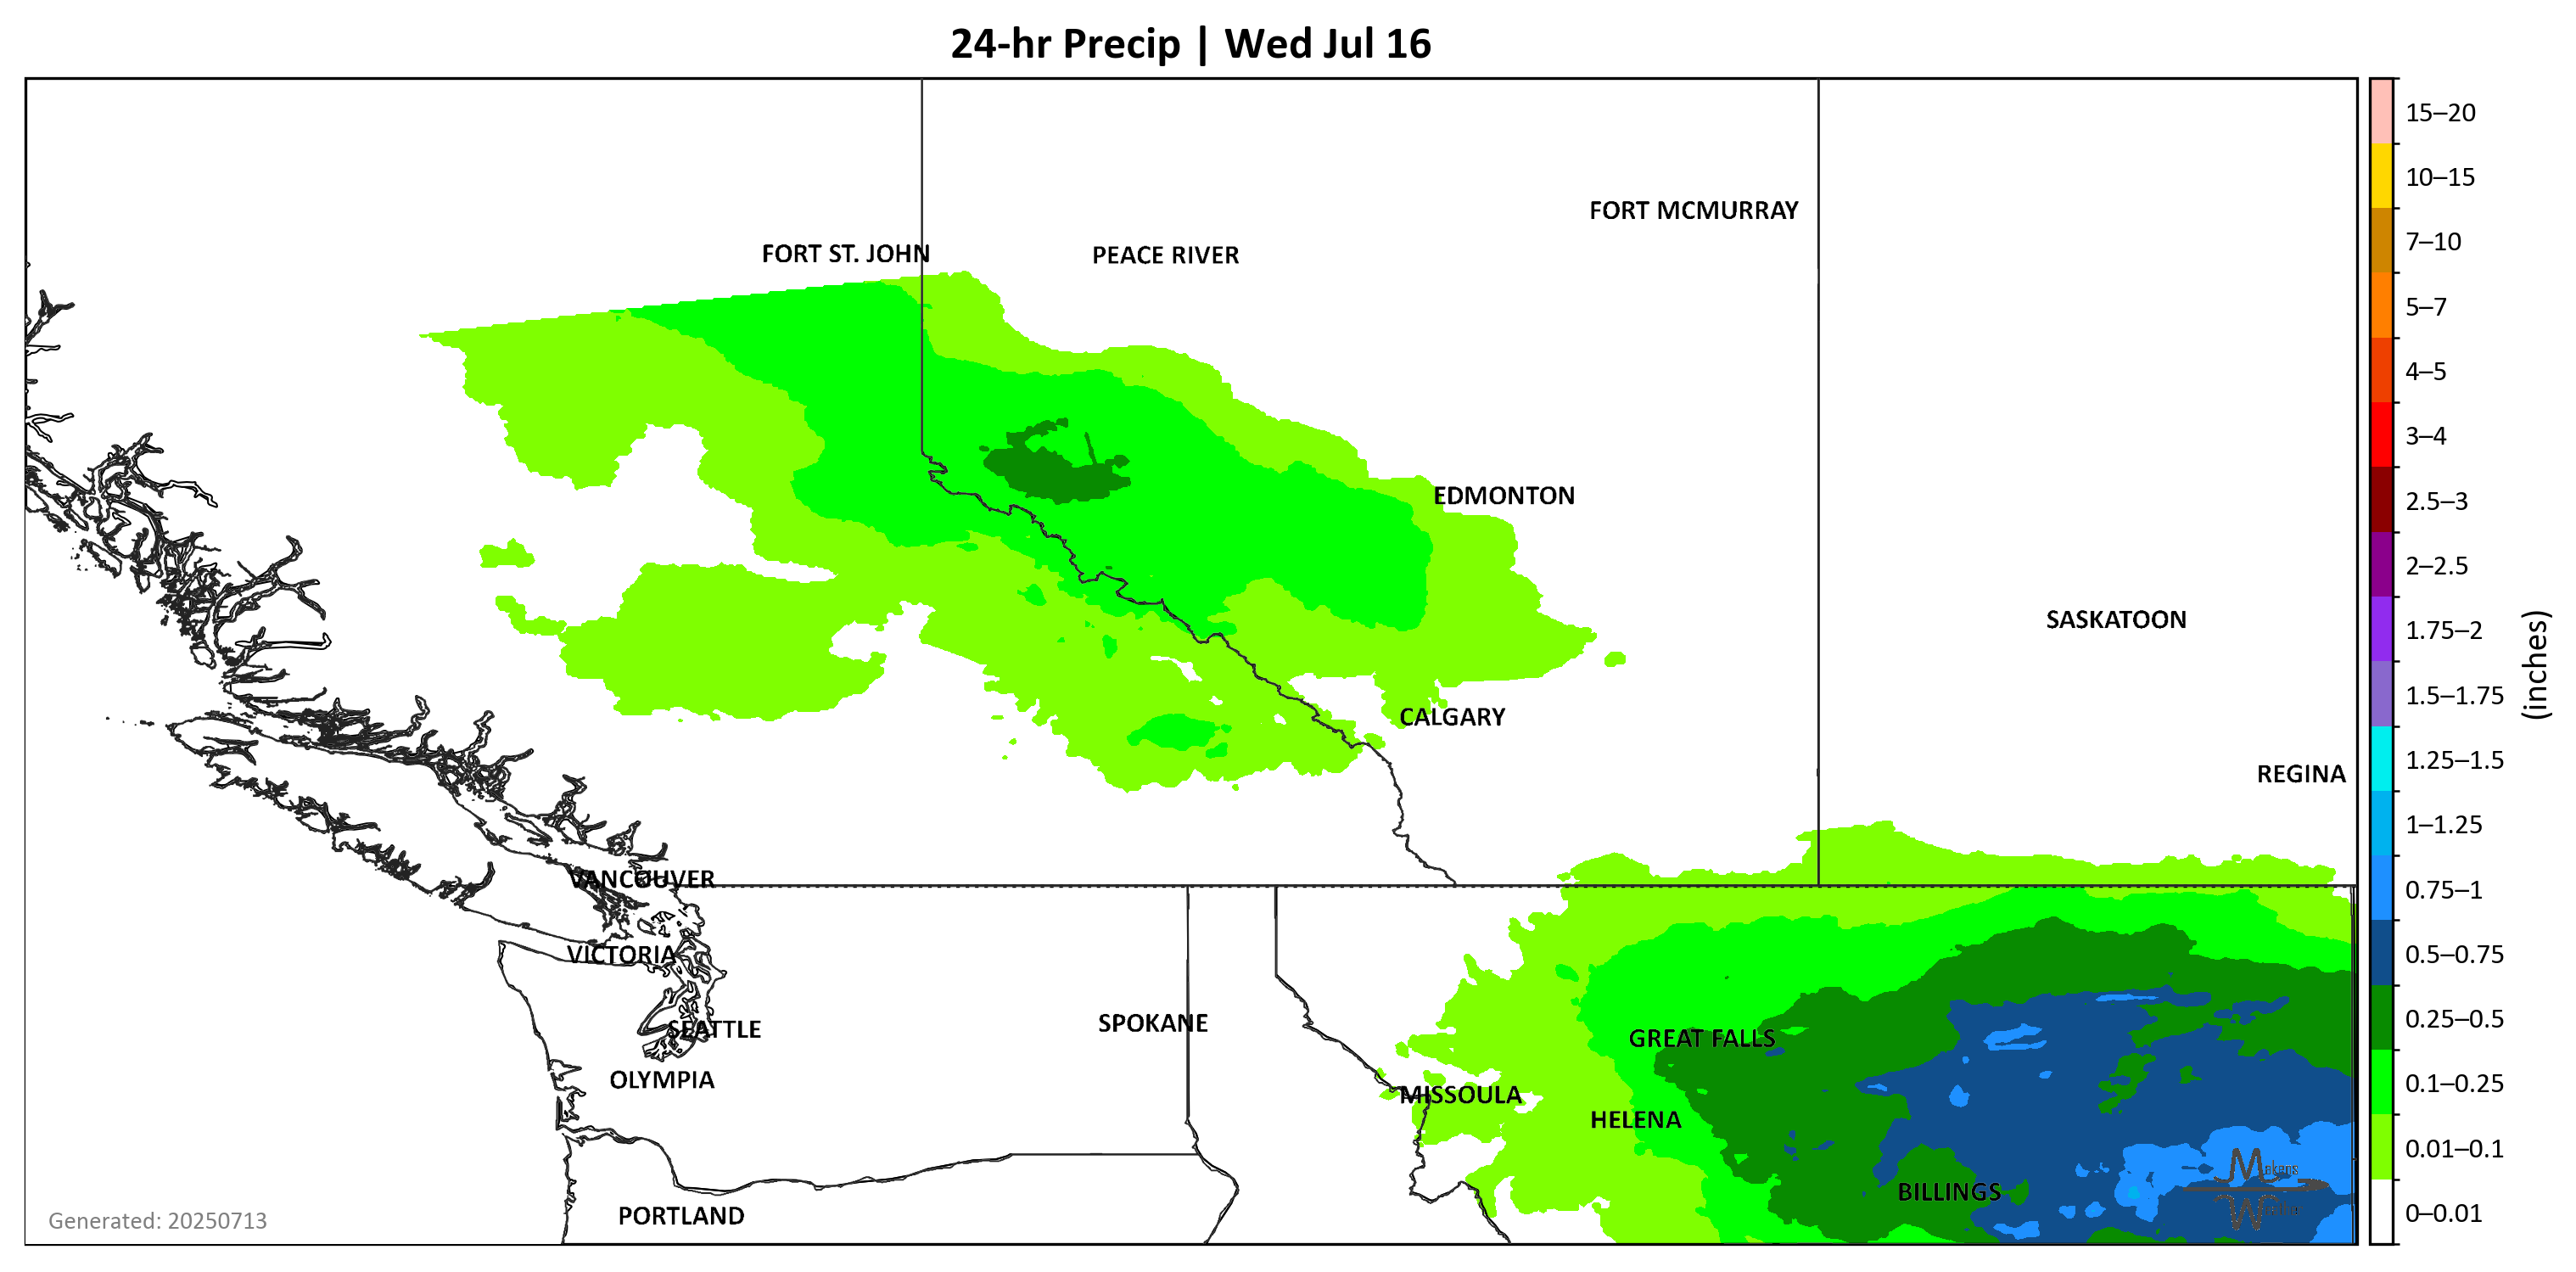 24-hr Precip | Wed Jul 16
FORT MCMURRAY
FORT ST. JOHN
PEACE RIVER
EDMONTON
SASKATOON
CALGARY
REGINA
VANCOUVER
VICTORIA
SPOKANE
SEATTLE
GREAT FALLS
OLYMPIA
MISSOULA
HELENA
BILLINGS
PORTLAND
Generated: 20250713
Makens
Weather
15–20
10–15
7–10
5–7
4–5
3–4
2.5–3
2–2.5
1.75–2
1.5–1.75
1.25–1.5
1–1.25
0.75–1
0.5–0.75
0.25–0.5
0.1–0.25
0.01–0.1
0–0.01
(inches)